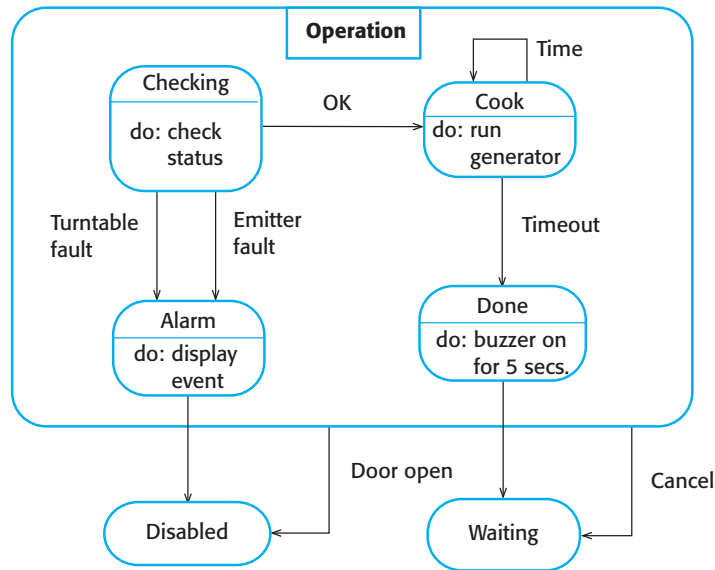 Operation
Time
Checking
OK
Cook
do: check
status
do: run
generator
Turntable
fault
Emitter
fault
Timeout
Alarm
do: display
event
Done
do: buzzer on
for 5 secs.
Door open
Cancel
Disabled
Waiting